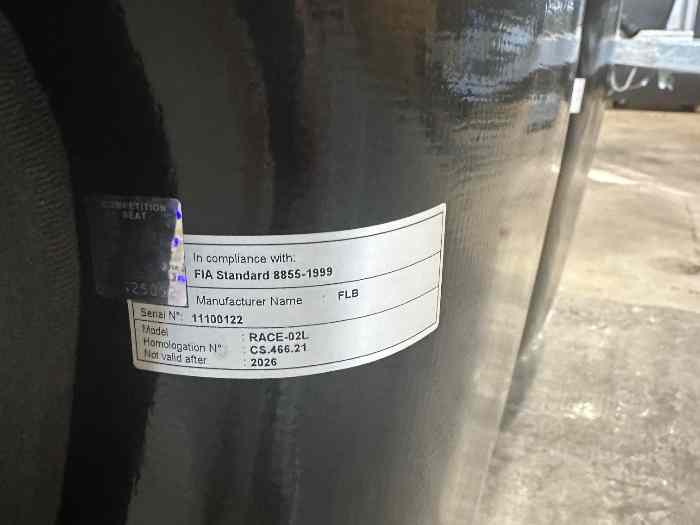 COMPETITION
SEAT
In compliance with:
FIA Standard 8855-1999
Manufacturer Name : FLB
Serial N°: 11100122
Model : RACE-02L
Homologation N° : CS.466.21
Not valid after : 2026